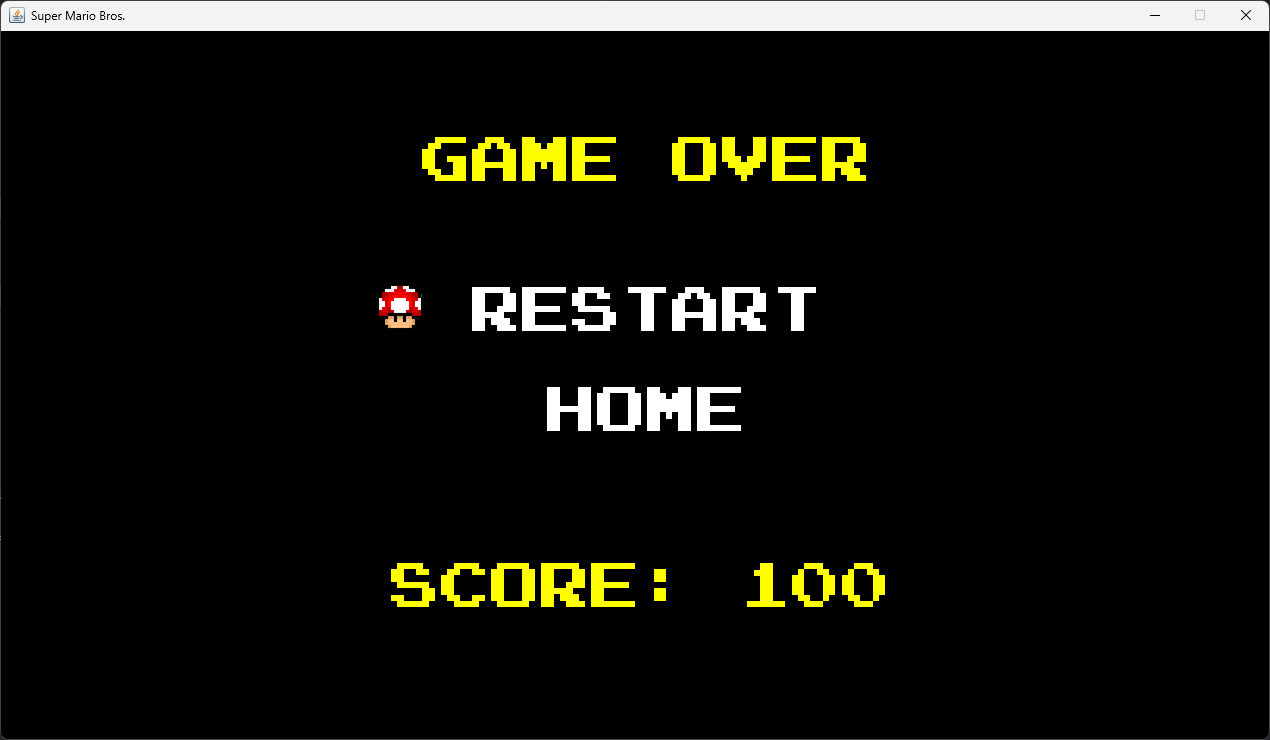 Super Mario Bros.
GAME OVER
RESTART
HOME
SCORE: 100